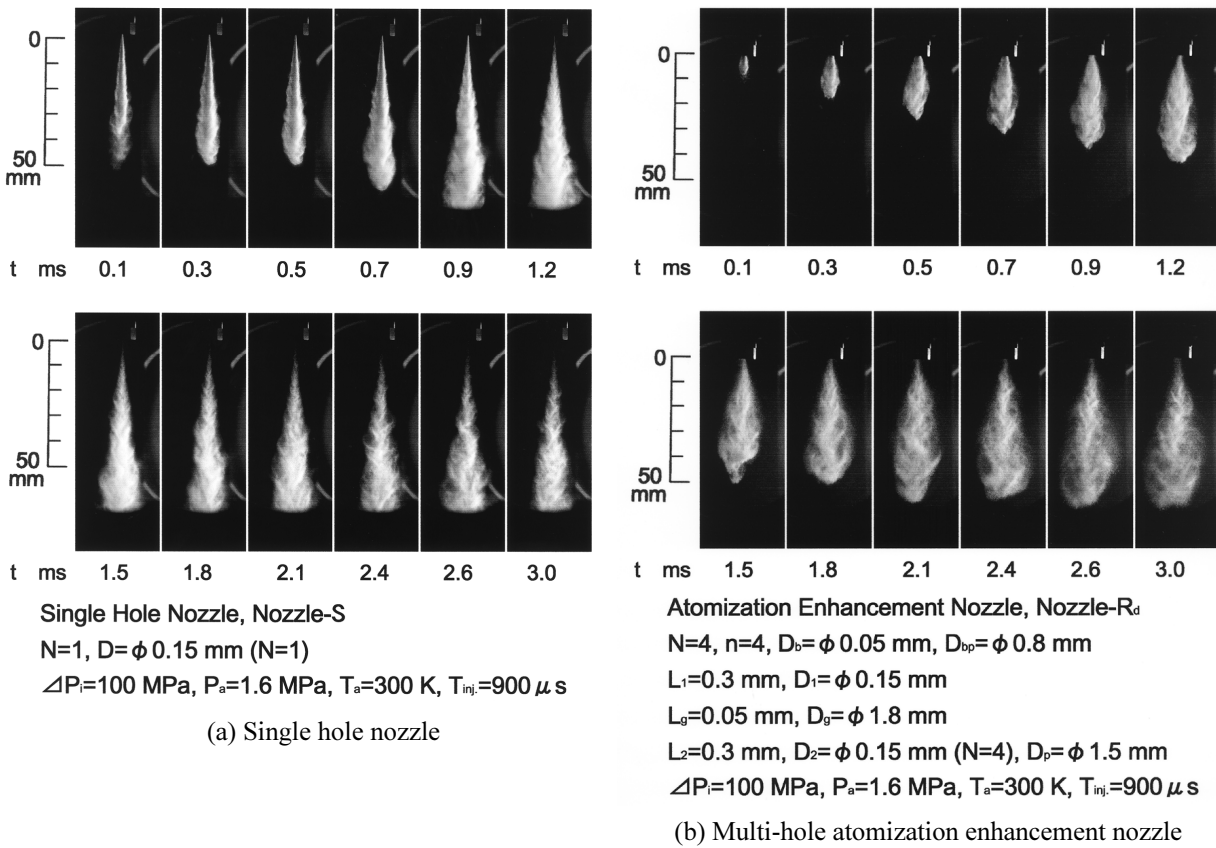 0
50
mm
t ms 0.1 0.3 0.5 0.7 0.9 1.2
0
50
mm
t ms 1.5 1.8 2.1 2.4 2.6 3.0
Single Hole Nozzle, Nozzle-S
N=1, D=ϕ0.15 mm (N=1)
⊿Pi=100 MPa, Pa=1.6 MPa, Ta=300 K, Tinj.=900 μs
(a) Single hole nozzle
0
50
mm
t ms 0.1 0.3 0.5 0.7 0.9 1.2
0
50
mm
t ms 1.5 1.8 2.1 2.4 2.6 3.0
Atomization Enhancement Nozzle, Nozzle-Rd
N=4, n=4, Db=ϕ0.05 mm, Dbp=ϕ0.8 mm
L1=0.3 mm, D1=ϕ0.15 mm
Lg=0.05 mm, Dg=ϕ1.8 mm
L2=0.3 mm, D2=ϕ0.15 mm (N=4), Dp=ϕ1.5 mm
⊿Pi=100 MPa, Pa=1.6 MPa, Ta=300 K, Tinj.=900 μs
(b) Multi-hole atomization enhancement nozzle